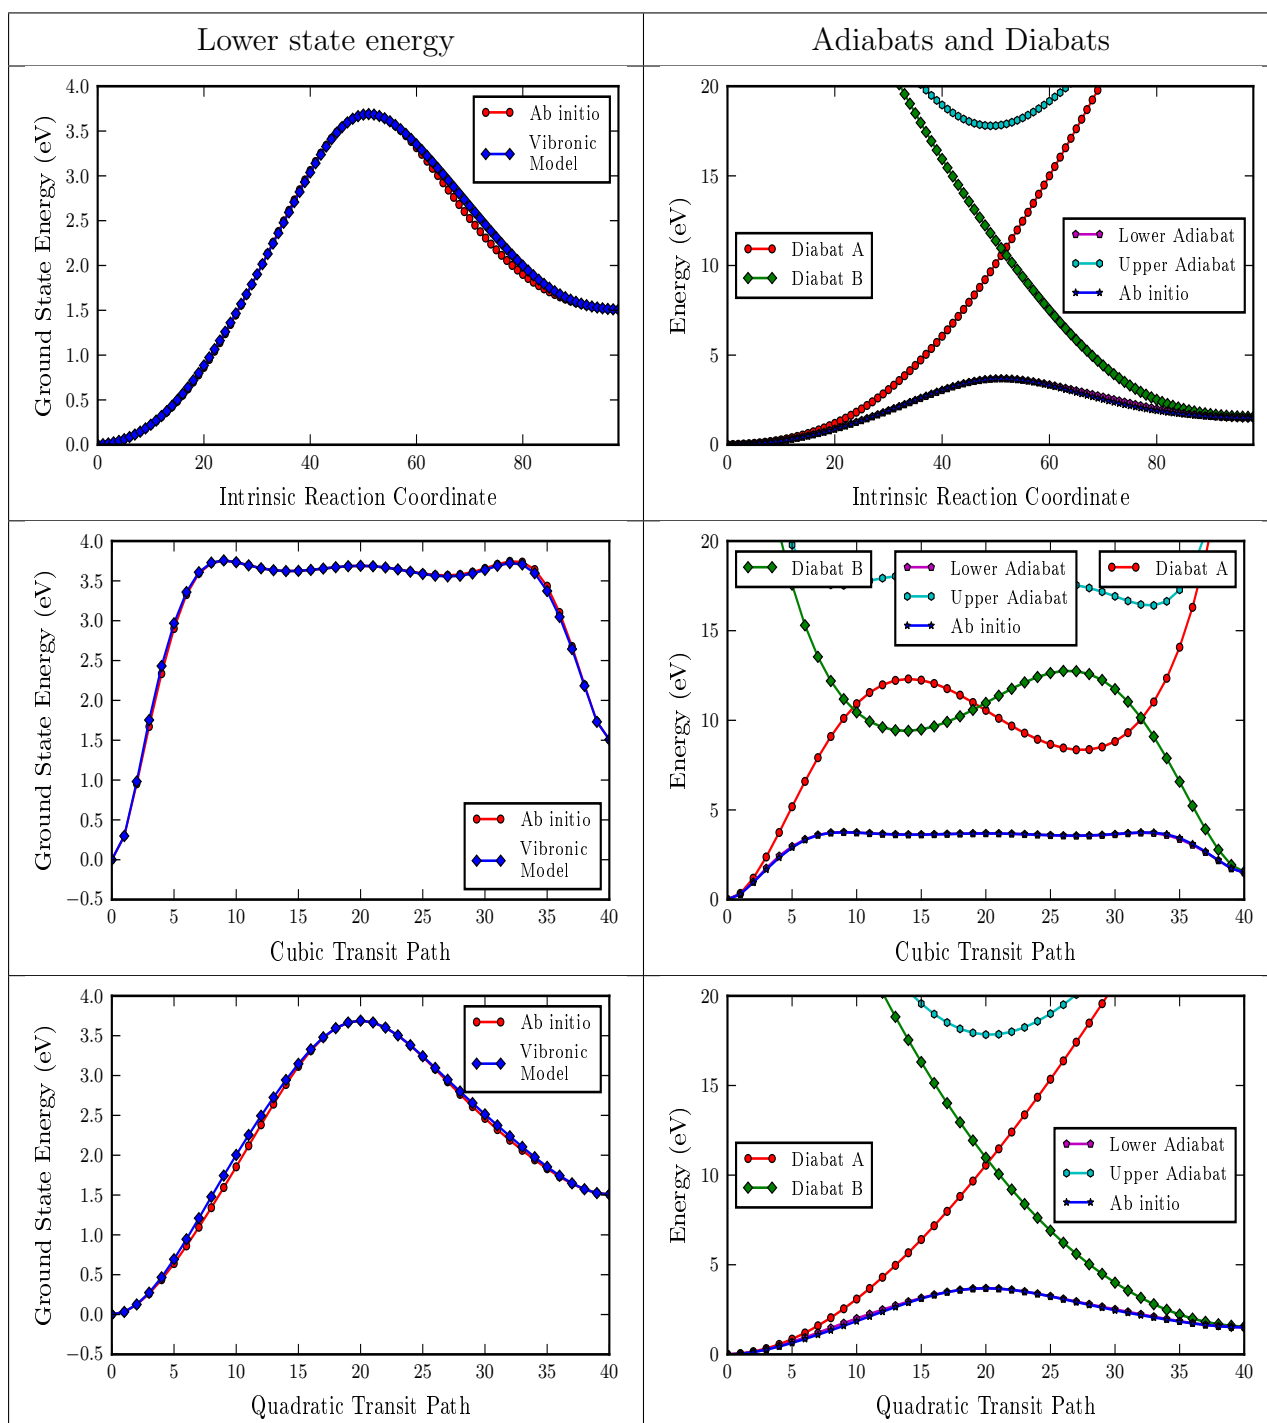 Lower state energy
Adiabats and Diabats
4.0
3.5
3.0
2.5
2.0
1.5
1.0
0.5
0.0
Ground State Energy (eV)
Ab initio
Vibronic
Model
0 20 40 60 80
Intrinsic Reaction Coordinate
20
15
10
5
0
Energy (eV)
Diabat A
Diabat B
Lower Adiabat
Upper Adiabat
Ab initio
0 20 40 60 80
Intrinsic Reaction Coordinate
4.0
3.5
3.0
2.5
2.0
1.5
1.0
0.5
0.0
−0.5
Ground State Energy (eV)
Ab initio
Vibronic
Model
0 5 10 15 20 25 30 35 40
Cubic Transit Path
20
15
10
5
0
Energy (eV)
Diabat B
Lower Adiabat
Upper Adiabat
Ab initio
Diabat A
0 5 10 15 20 25 30 35 40
Cubic Transit Path
4.0
3.5
3.0
2.5
2.0
1.5
1.0
0.5
0.0
−0.5
Ground State Energy (eV)
Ab initio
Vibronic
Model
0 5 10 15 20 25 30 35 40
Quadratic Transit Path
20
15
10
5
0
Energy (eV)
Diabat A
Diabat B
Lower Adiabat
Upper Adiabat
Ab initio
0 5 10 15 20 25 30 35 40
Quadratic Transit Path